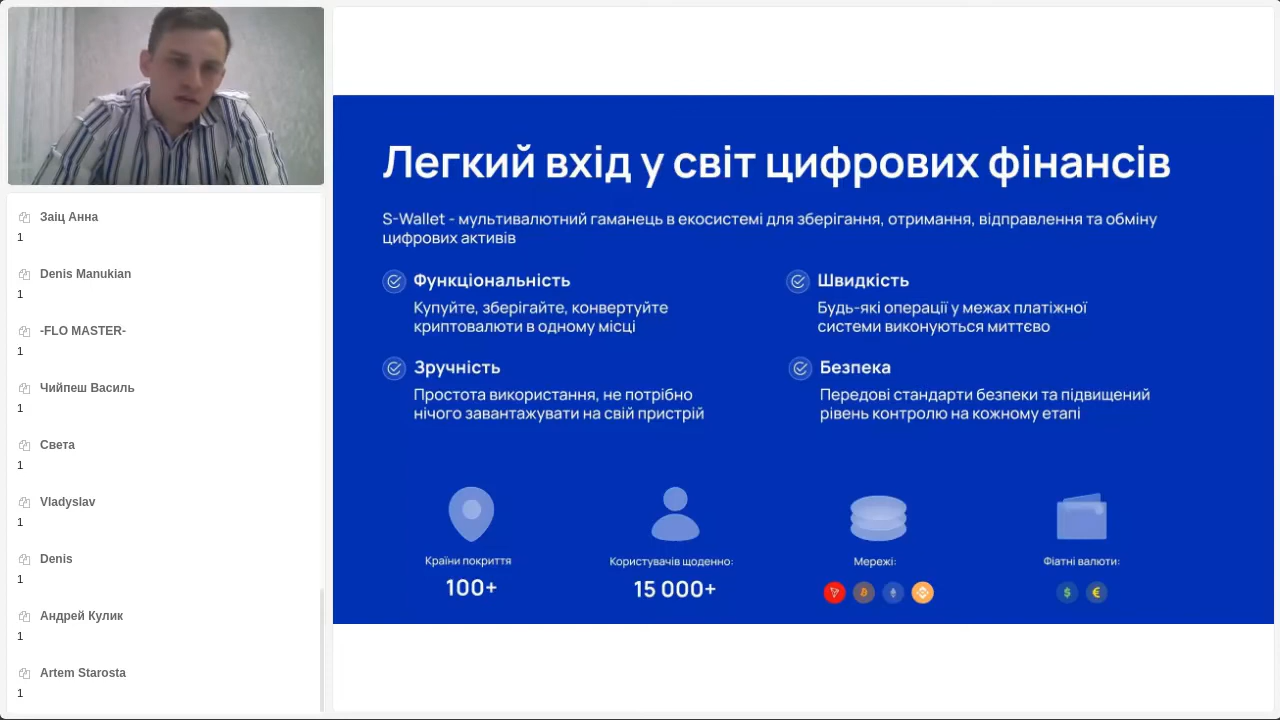 Заіц Анна
1
Denis Manukian
1
-FLO MASTER-
1
Чийпеш Василь
1
Света
1
Vladyslav
1
Denis
1
Андрей Кулик
1
Artem Starosta
1
Легкий вхід у світ цифрових фінансів
S-Wallet - мультивалютний гаманець в екосистемі для зберігання, отримання, відправлення та обміну
цифрових активів
Функціональність
Купуйте, зберігайте, конвертуйте
криптовалюти в одному місці
Швидкість
Будь-які операції у межах платіжної
системи виконуються миттєво
Зручність
Простота використання, не потрібно
нічого завантажувати на свій пристрій
Безпека
Передові стандарти безпеки та підвищений
рівень контролю на кожному етапі
Країни покриття
100+
Користувачів щоденно:
15 000+
Мережі:
Фіатні валюти:
$ €